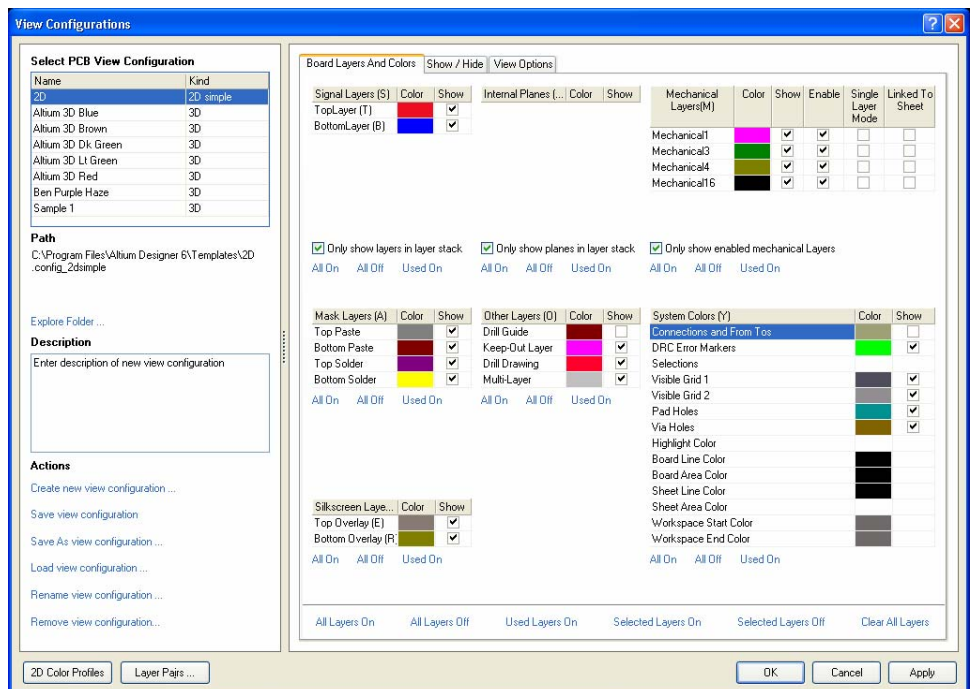 View Configurations
Select PCB View Configuration
Name Kind
2D 2D simple
Altium 3D Blue 3D
Altium 3D Brown 3D
Altium 3D Dk Green 3D
Altium 3D Lt Green 3D
Altium 3D Red 3D
Ben Purple Haze 3D
Sample 1 3D
Path
C:\Program Files\Altium Designer 6\Templates\2D
.config_2dsimple
Explore Folder ...
Description
Enter description of new view configuration
Actions
Create new view configuration ...
Save view configuration
Save As view configuration ...
Load view configuration ...
Rename view configuration ...
Remove view configuration...
Board Layers And Colors Show / Hide View Options
Signal Layers (S) Color Show
TopLayer (T)
BottomLayer (B)
Only show layers in layer stack
All On All Off Used On
Internal Planes (... Color Show
Only show planes in layer stack
All On All Off Used On
Mechanical Layers(M) Color Show Enable Single Layer Mode Linked To Sheet
Mechanical1
Mechanical3
Mechanical4
Mechanical16
Only show enabled mechanical Layers
All On All Off Used On
Mask Layers (A) Color Show
Top Paste
Bottom Paste
Top Solder
Bottom Solder
All On All Off Used On
Other Layers (O) Color Show
Drill Guide
Keep-Out Layer
Drill Drawing
Multi-Layer
All On All Off Used On
System Colors (Y) Color Show
Connections and From Tos
DRC Error Markers
Selections
Visible Grid 1
Visible Grid 2
Pad Holes
Via Holes
Highlight Color
Board Line Color
Board Area Color
Sheet Line Color
Sheet Area Color
Workspace Start Color
Workspace End Color
All On All Off Used On
Silkscreen Laye... Color Show
Top Overlay (E)
Bottom Overlay (R
All On All Off Used On
All Layers On All Layers Off Used Layers On Selected Layers On Selected Layers Off Clear All Layers
2D Color Profiles Layer Pairs ... OK Cancel Apply